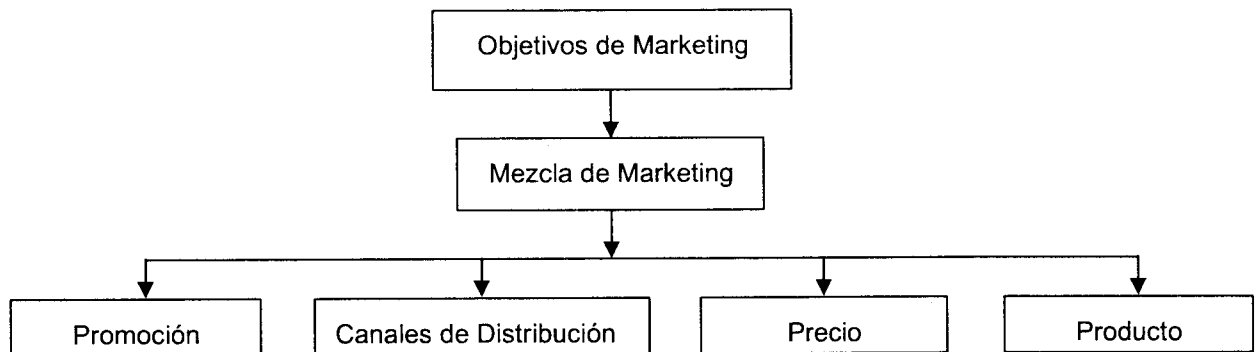 Objetivos de Marketing
Mezcla de Marketing
Promoción
Canales de Distribución
Precio
Producto